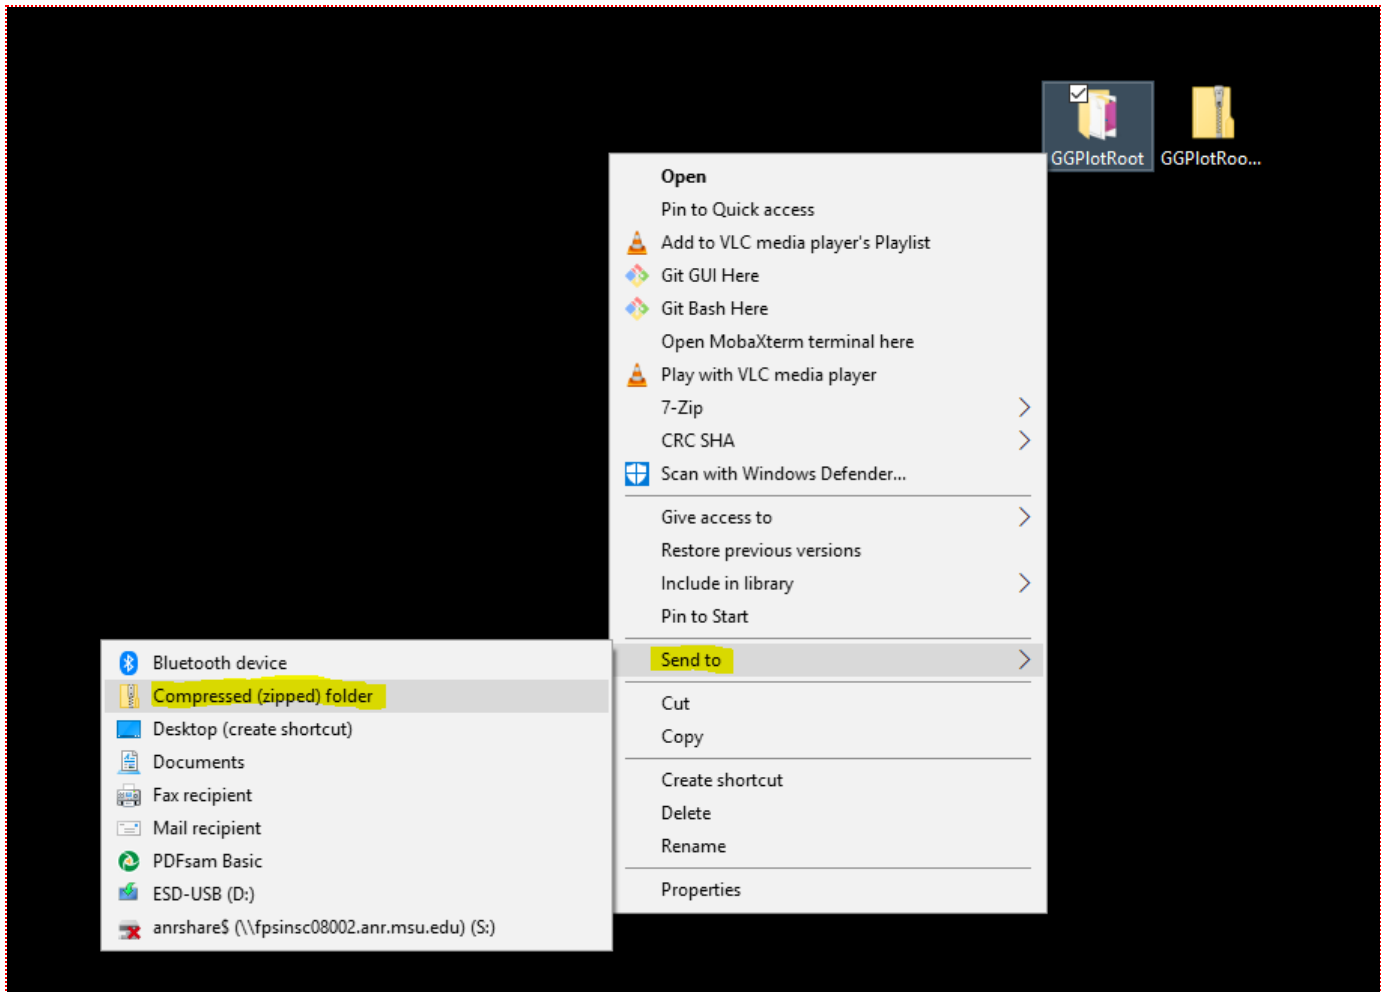 GGPlotRoot
GGPlotRoo...
Open
Pin to Quick access
Add to VLC media player's Playlist
Git GUI Here
Git Bash Here
Open MobaXterm terminal here
Play with VLC media player
7-Zip
CRC SHA
Scan with Windows Defender...
Give access to
Restore previous versions
Include in library
Pin to Start
Send to
Cut
Copy
Create shortcut
Delete
Rename
Properties
Bluetooth device
Compressed (zipped) folder
Desktop (create shortcut)
Documents
Fax recipient
Mail recipient
PDFsam Basic
ESD-USB (D:)
anrshare$ (\\fpsinsc08002.anr.msu.edu) (S:)